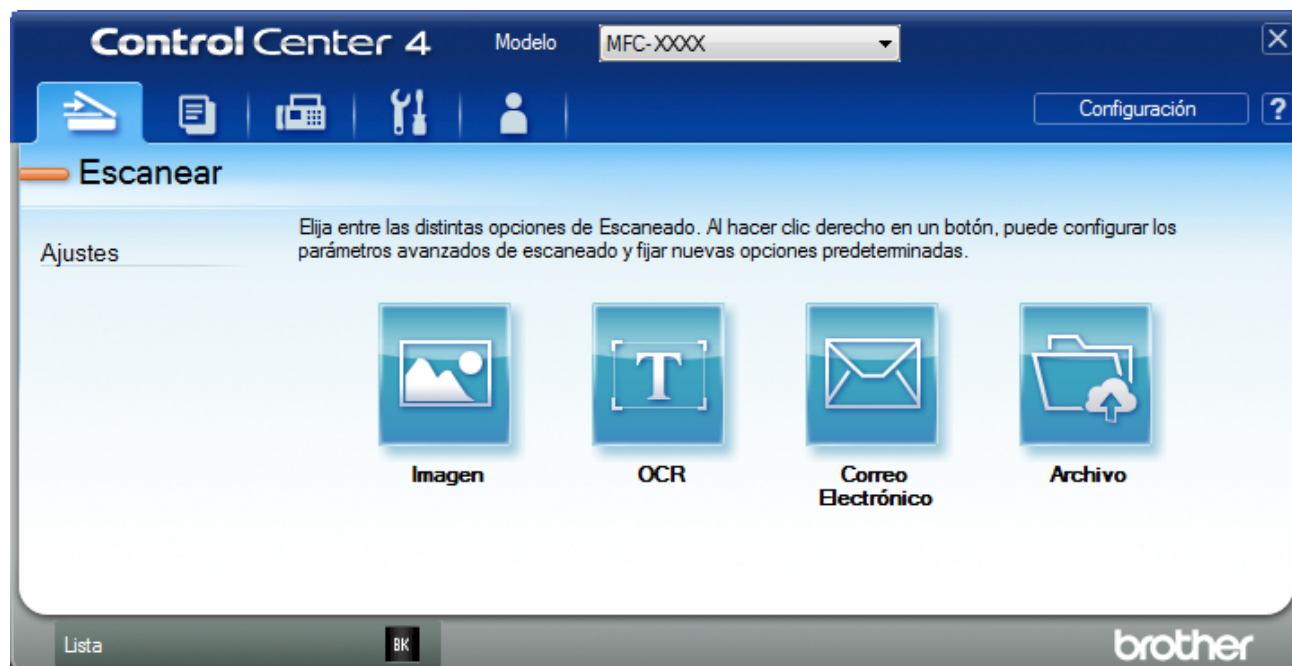 Control Center 4
Modelo
MFC-XXXX
Configuración
?
Escanear
Ajustes
Elija entre las distintas opciones de Escaneado. Al hacer clic derecho en un botón, puede configurar los
parámetros avanzados de escaneado y fijar nuevas opciones predeterminadas.
T
Imagen
OCR
Correo
Electrónico
Archivo
Lista
BK
brother